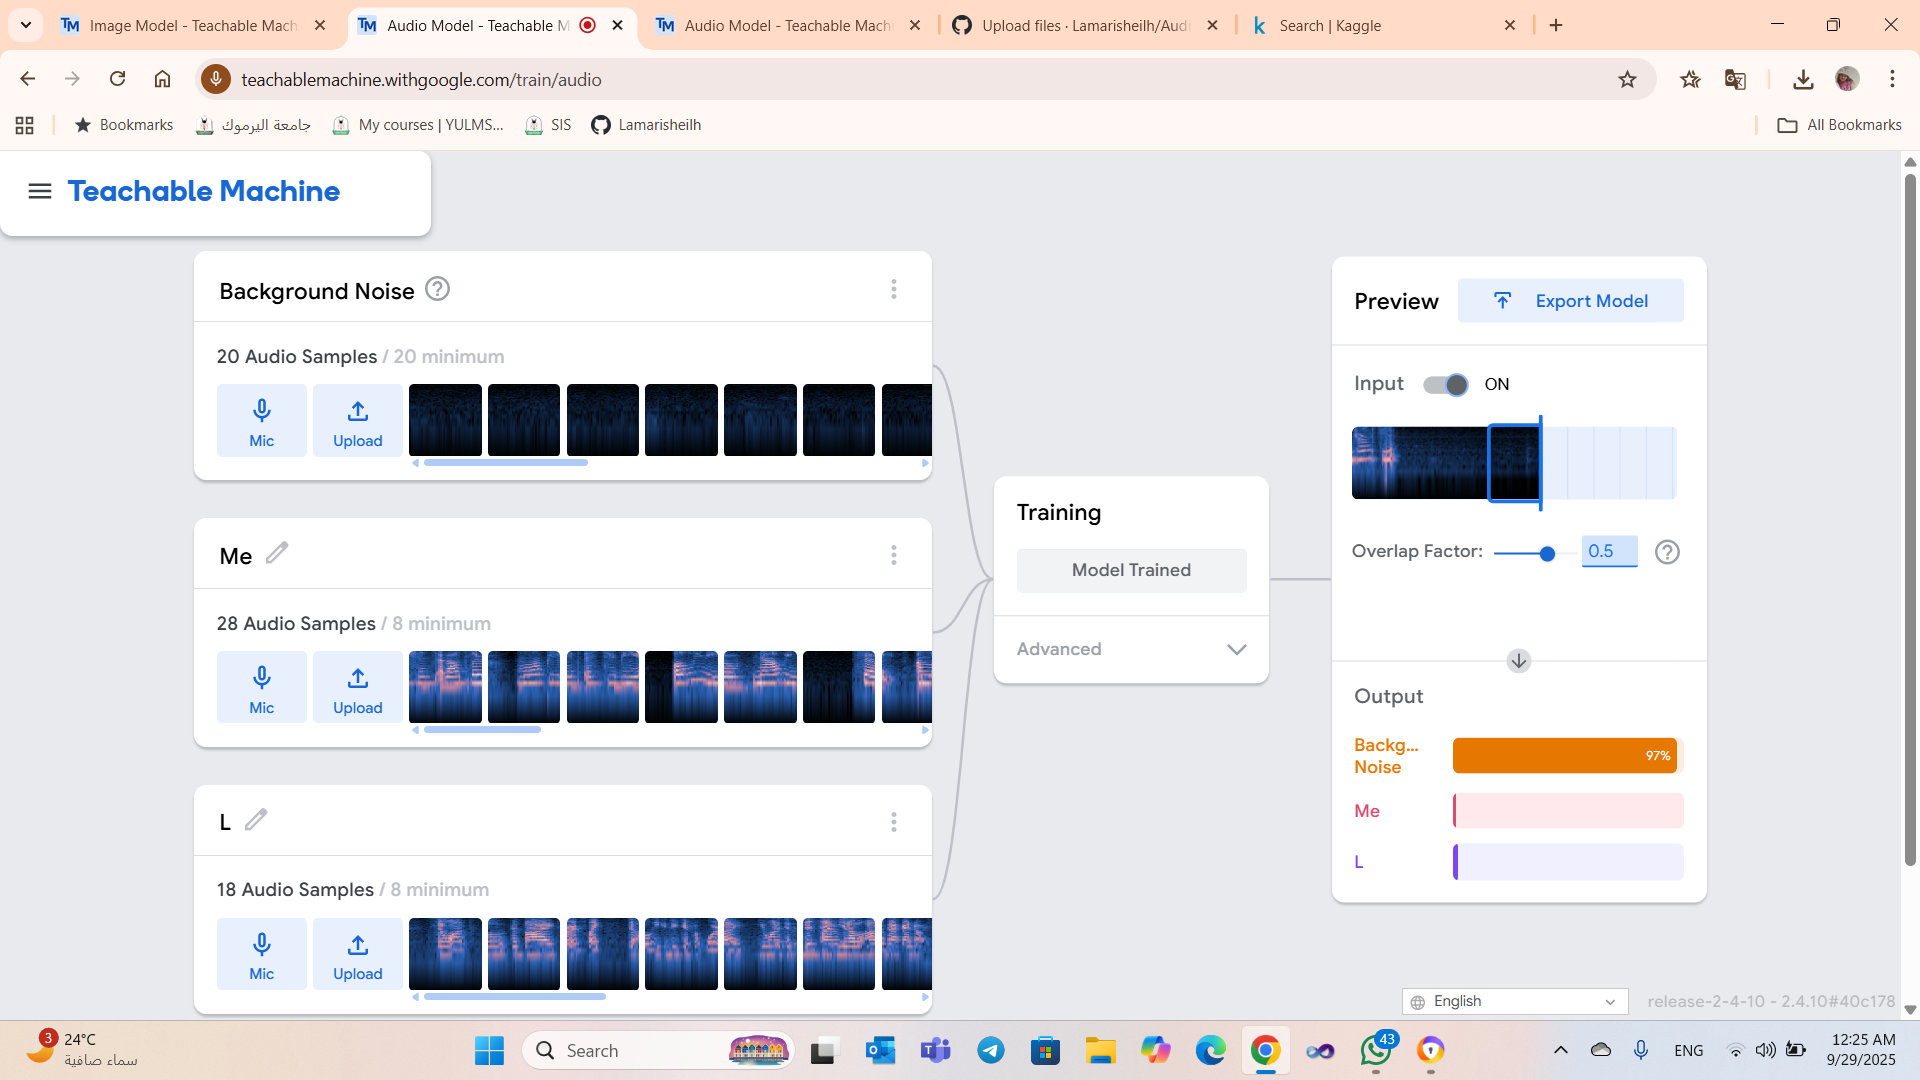 Image Model - Teachable Mach
Audio Model - Teachable M
Audio Model - Teachable Machi
Upload files · Lamarisheilh/Audi
Search | Kaggle
teachablemachine.withgoogle.com/train/audio
Bookmarks
جامعة اليرموك
My courses | YULMS...
SIS
Lamarisheilh
All Bookmarks
Teachable Machine
Background Noise
20 Audio Samples / 20 minimum
Mic
Upload
Me
28 Audio Samples / 8 minimum
Mic
Upload
L
18 Audio Samples / 8 minimum
Mic
Upload
Training
Model Trained
Advanced
Preview
Export Model
Input
ON
Overlap Factor:
0.5
Output
Backg...
Noise
97%
Me
L
English
release-2-4-10 - 2.4.10#40c178
3
24°C
سماء صافية
Search
43
ENG
12:25 AM
9/29/2025